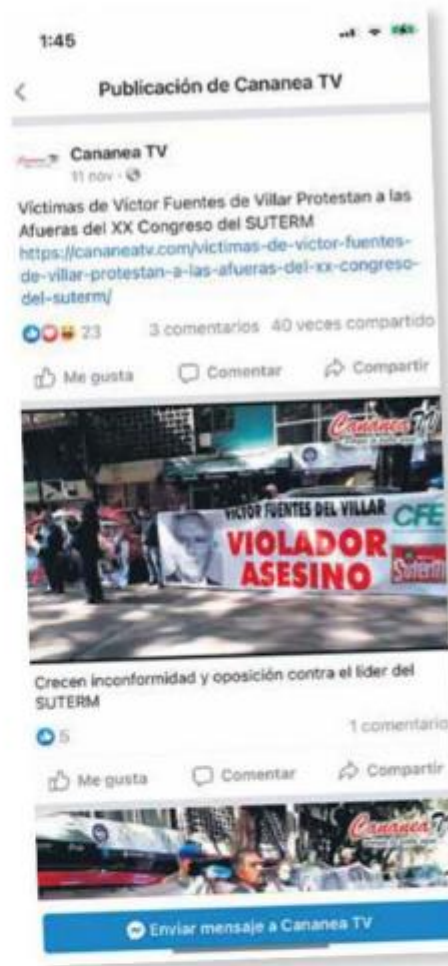 1:45
Publicación de Cananea TV
Cananea TV
11 nov
Victimas de Victor Fuentes de Villar Protestan a las
Afueras del XX Congreso del SUTERM
https://cananeatv.com/victimas-de-victor-fuentes-
de-villar-protestan-a-las-afueras-del-xx-congreso-
del-suterm/
23 3 comentarios 40 veces compartido
Me gusta Comentar Compartir
Cananea TV
VICTOR FUENTES DEL VILLAR
CFE
VIOLADOR
ASESINO
Suterm
Crecen inconformidad y oposición contra el lider del
SUTERM
5 1 comentario
Me gusta Comentar Compartir
Cananea T
Enviar mensaje a Cananea TV